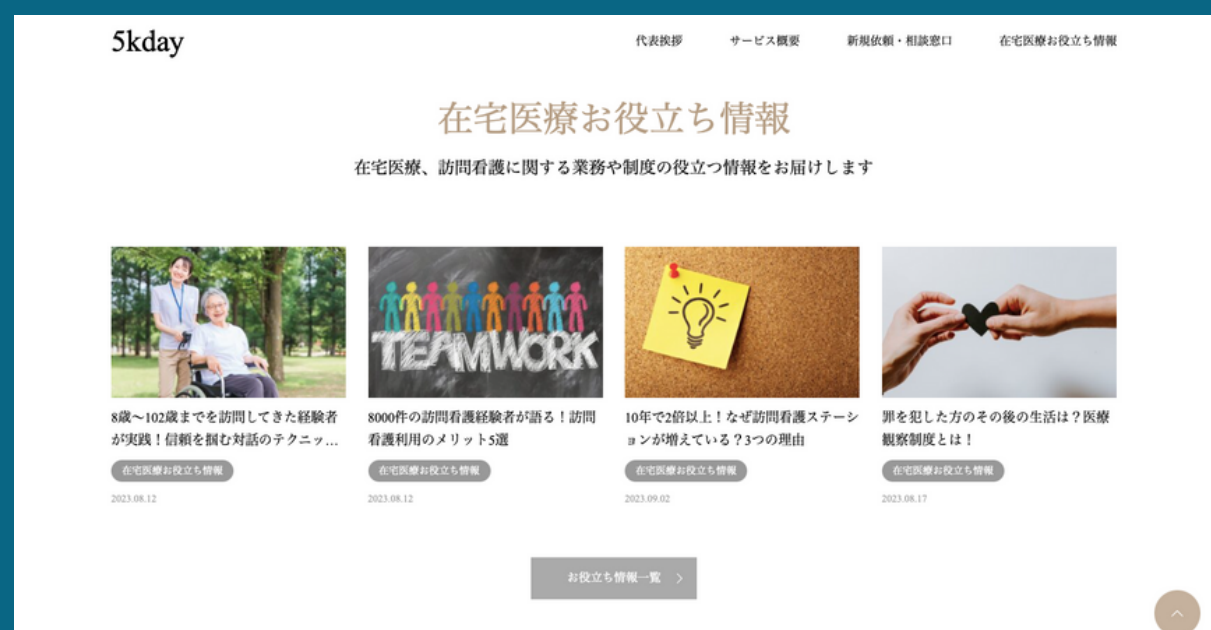 5kday
代表挨拶
サービス概要
新規依頼・相談窓口
在宅医療お役立ち情報
在宅医療お役立ち情報
在宅医療、訪問看護に関する業務や制度の役立つ情報をお届けします
TEAMWORK
8歳〜102歳までを訪問してきた経験者
が実践！信頼を掴む対話のテクニッ…
在宅医療お役立ち情報
2023.08.12
8000件の訪問看護経験者が語る！訪問
看護利用のメリット5選
在宅医療お役立ち情報
2023.08.12
10年で2倍以上！なぜ訪問看護ステーシ
ョンが増えている？3つの理由
在宅医療お役立ち情報
2023.09.02
罪を犯した方のその後の生活は？医療
観察制度とは！
在宅医療お役立ち情報
2023.08.17
お役立ち情報一覧